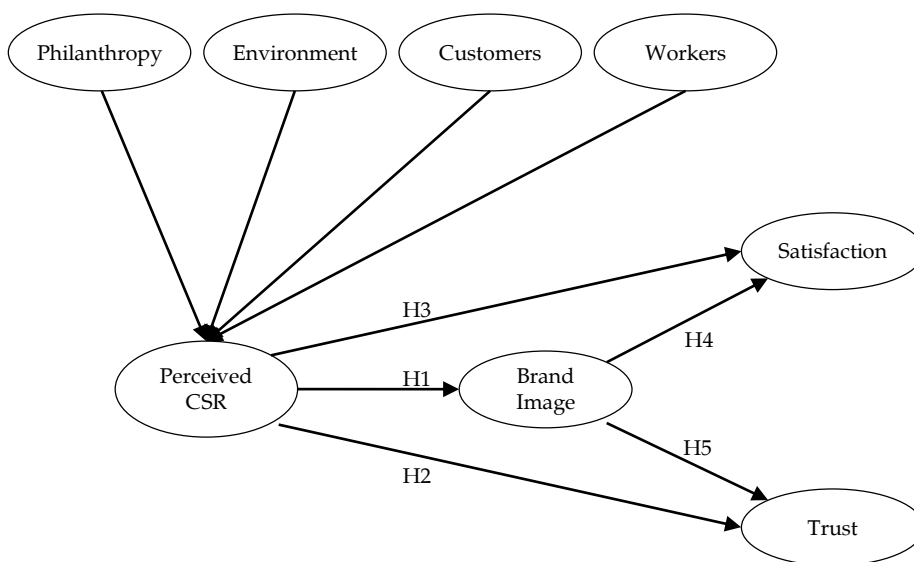 Philanthropy
Environment
Customers
Workers
Satisfaction
H3
H4
Perceived
CSR
H1
Brand
Image
H5
H2
Trust